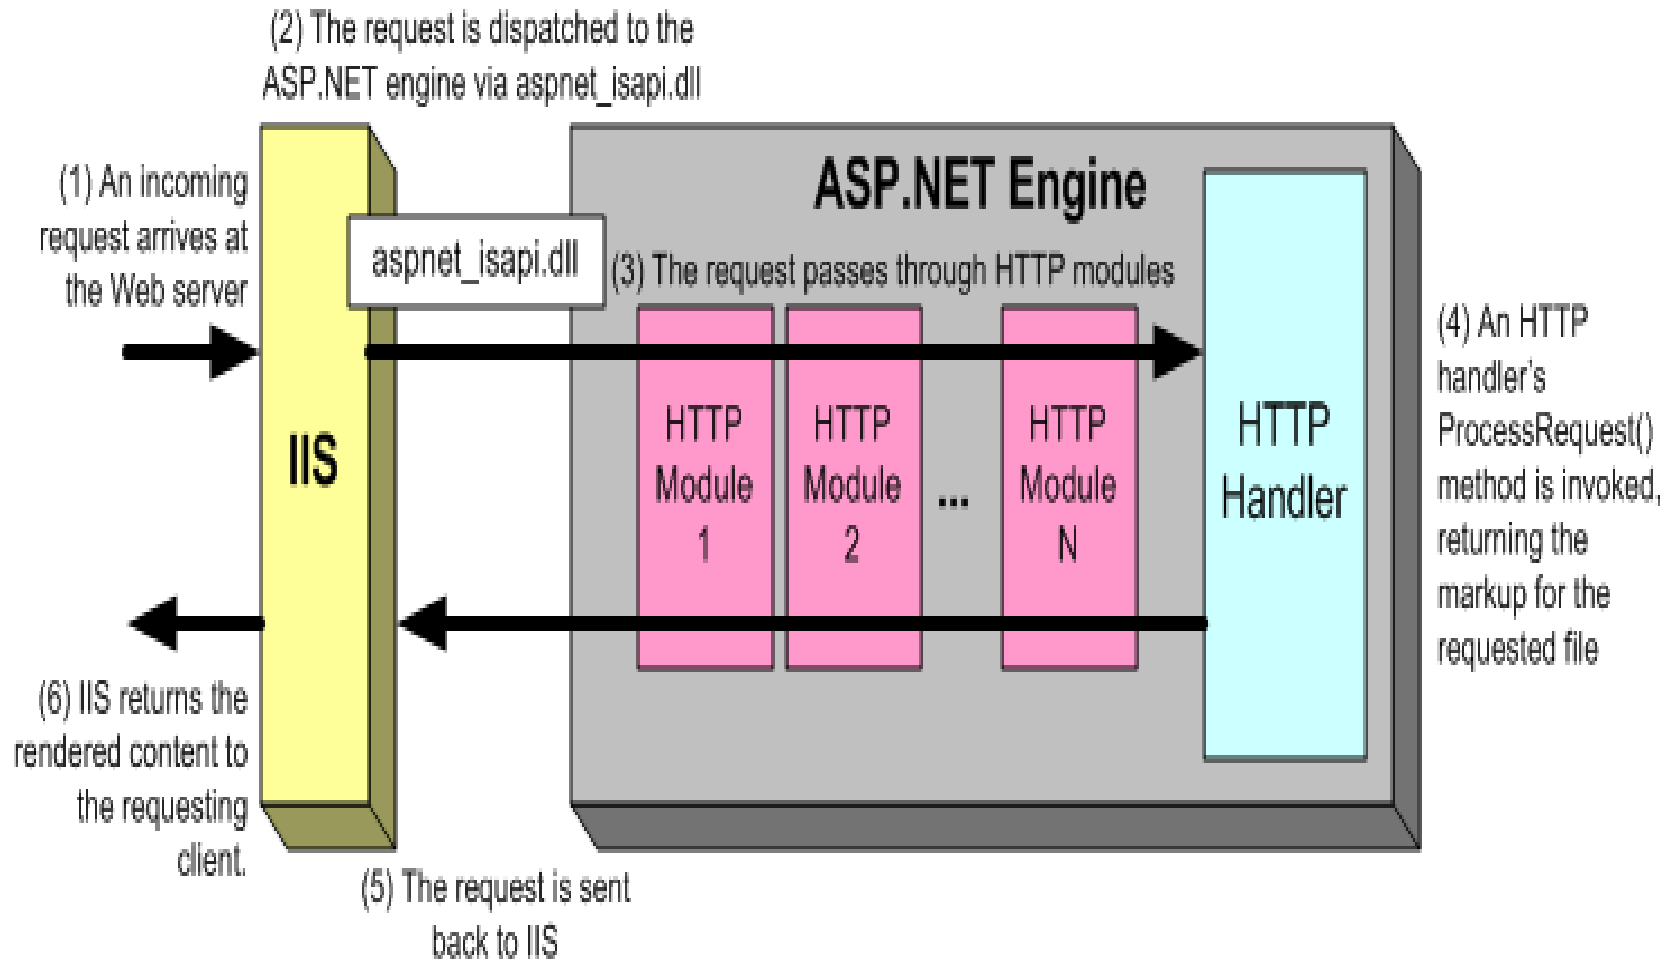 (2) The request is dispatched to the
ASP.NET engine via aspnet_isapi.dll
(1) An incoming
request arrives at
the Web server
aspnet_isapi.dll
ASP.NET Engine
(3) The request passes through HTTP modules
IIS
HTTP
Module
1
HTTP
Module
2
...
HTTP
Module
N
HTTP
Handler
(4) An HTTP
handler's
ProcessRequest()
method is invoked,
returning the
markup for the
requested file
(5) The request is sent
back to IIS
(6) IIS returns the
rendered content to
the requesting
client.